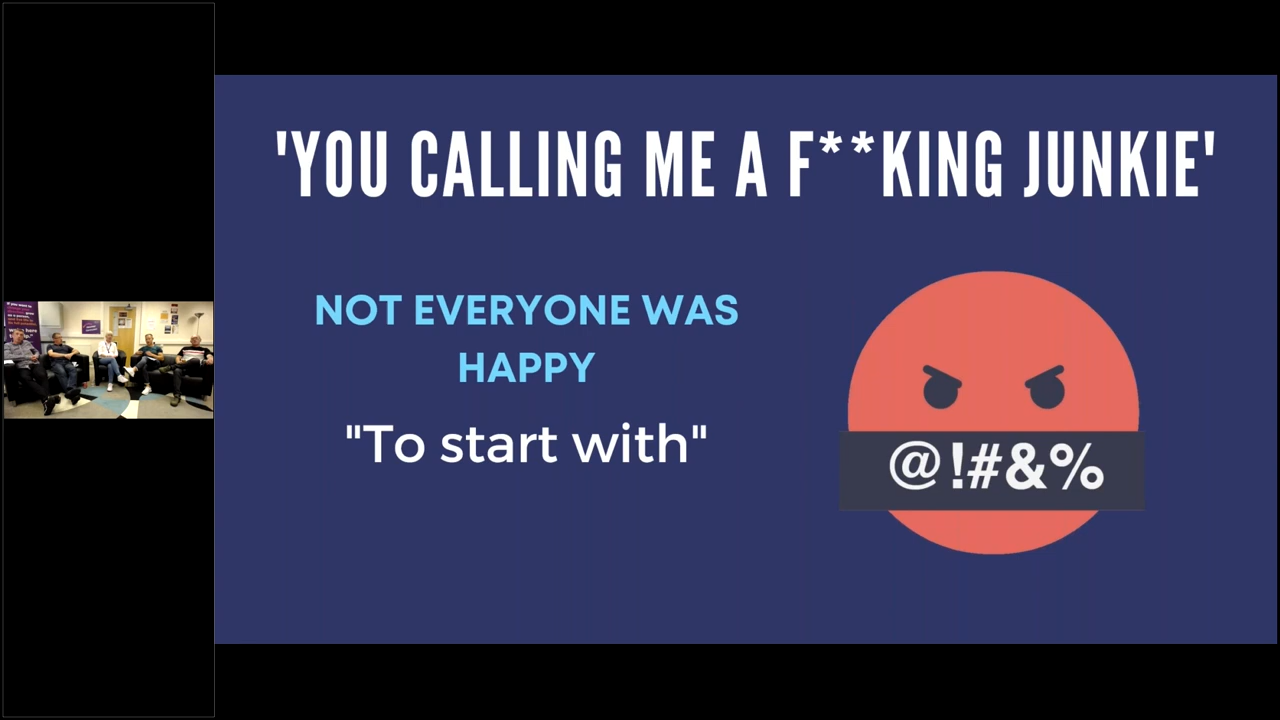 'YOU CALLING ME A F**KING JUNKIE'
NOT EVERYONE WAS
HAPPY
"To start with"
@!#&%